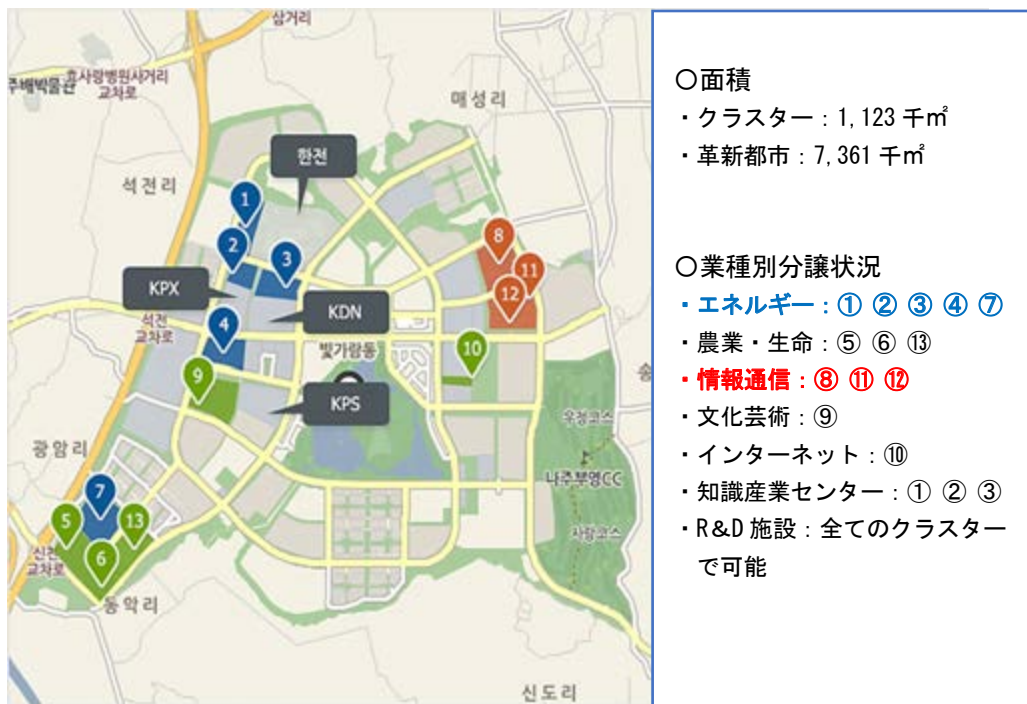 삼거리
효사랑병원사거리
주배박물관
교차로
매성리
한전
석전리
1
8
2
3
11
KPX
12
KDN
석전
교차로
4
빛가람동
10
9
송
KPS
우정코스
광암리
나주부영CC
7
5
13
사랑코스
6
신전
교차로
동악리
신도리
〇面積
・クラスター：1,123 千㎡
・革新都市：7,361 千㎡
〇業種別分譲状況
・エネルギー：① ② ③ ④ ⑦
・農業・生命：⑤ ⑥ ⑬
・情報通信：⑧ ⑪ ⑫
・文化芸術：⑨
・インターネット：⑩
・知識産業センター：① ② ③
・R&D 施設：全てのクラスター
で可能